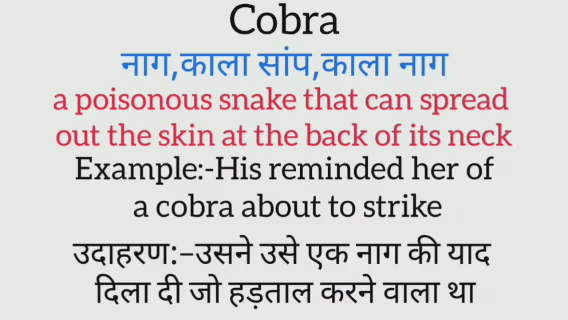 Cobra
नाग,काला सांप,काला नाग
a poisonous snake that can spread
out the skin at the back of its neck
Example:-His reminded her of
a cobra about to strike
उदाहरण:-उसने उसे एक नाग की याद
दिला दी जो हड़ताल करने वाला था